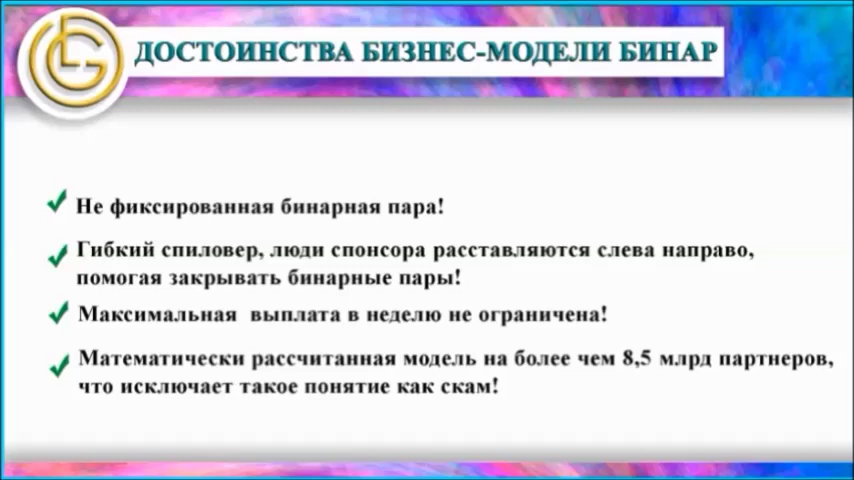 LG
ДОСТОИНСТВА БИЗНЕС-МОДЕЛИ БИНАР
Не фиксированная бинарная пара!
Гибкий спиловер, люди спонсора расставляются слева направо,
помогая закрывать бинарные пары!
Максимальная выплата в неделю не ограничена!
Математически рассчитанная модель на более чем 8,5 млрд партнеров,
что исключает такое понятие как скам!